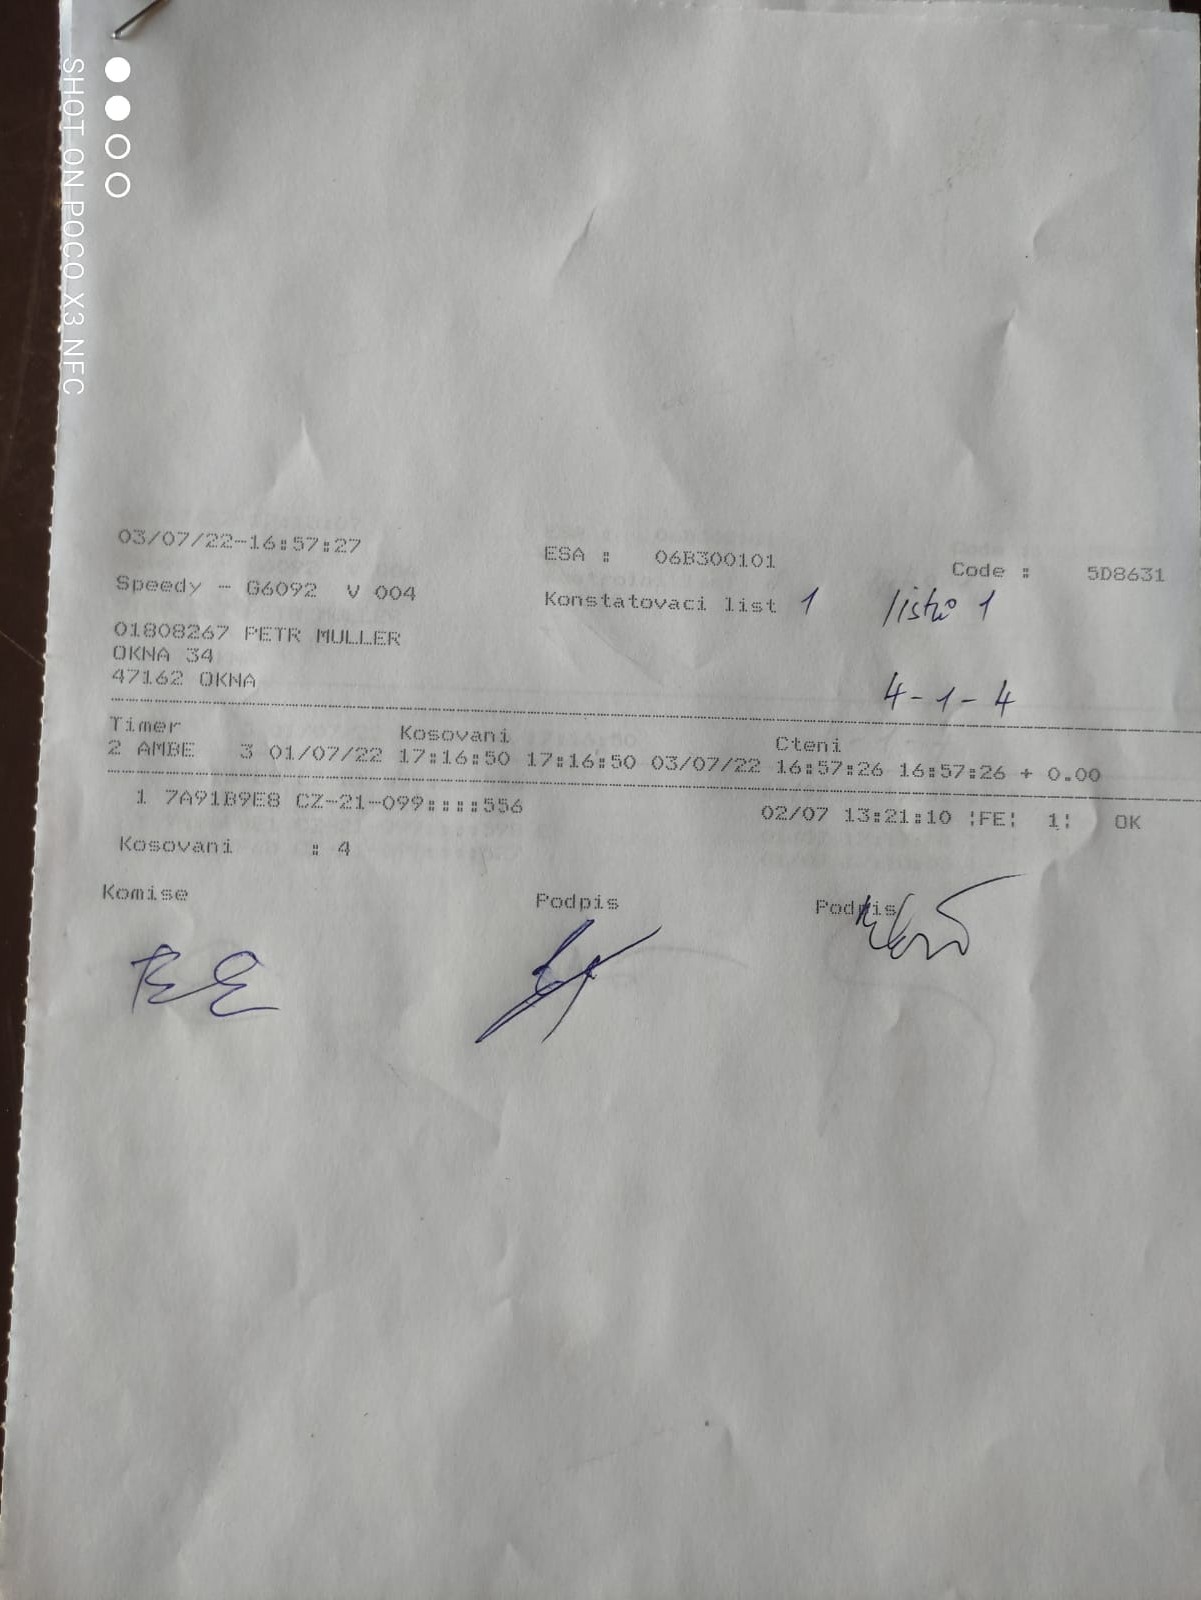 SHOT ON POCO X3 NFC
03/07/22-16:57:27
ESA : 06B300101
Code : 5D8631
Speedy - G6092 V 004
Konstatovaci list 1
listů 1
01808267 PETR MULLER
OKNA 34
47162 OKNA
4-1-4
Timer Kosovani Cteni
2 AMBE 3 01/07/22 17:16:50 17:16:50 03/07/22 16:57:26 16:57:26 + 0.00
1 7A91B9E8 CZ-21-099::::556 02/07 13:21:10 ¦FE¦ 1¦ OK
Kosovani : 4
Komise Podpis Podpis